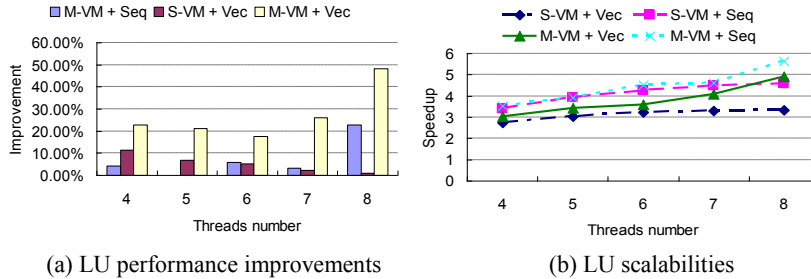 M-VM + Seq S-VM + Vec M-VM + Vec
60.00%
50.00%
40.00%
30.00%
20.00%
10.00%
0.00%
Improvement
4 5 6 7 8
Threads number
(a) LU performance improvements
S-VM + Vec S-VM + Seq
M-VM + Vec M-VM + Seq
6
5
4
3
2
1
0
Speedup
4 5 6 7 8
Threads number
(b) LU scalabilities